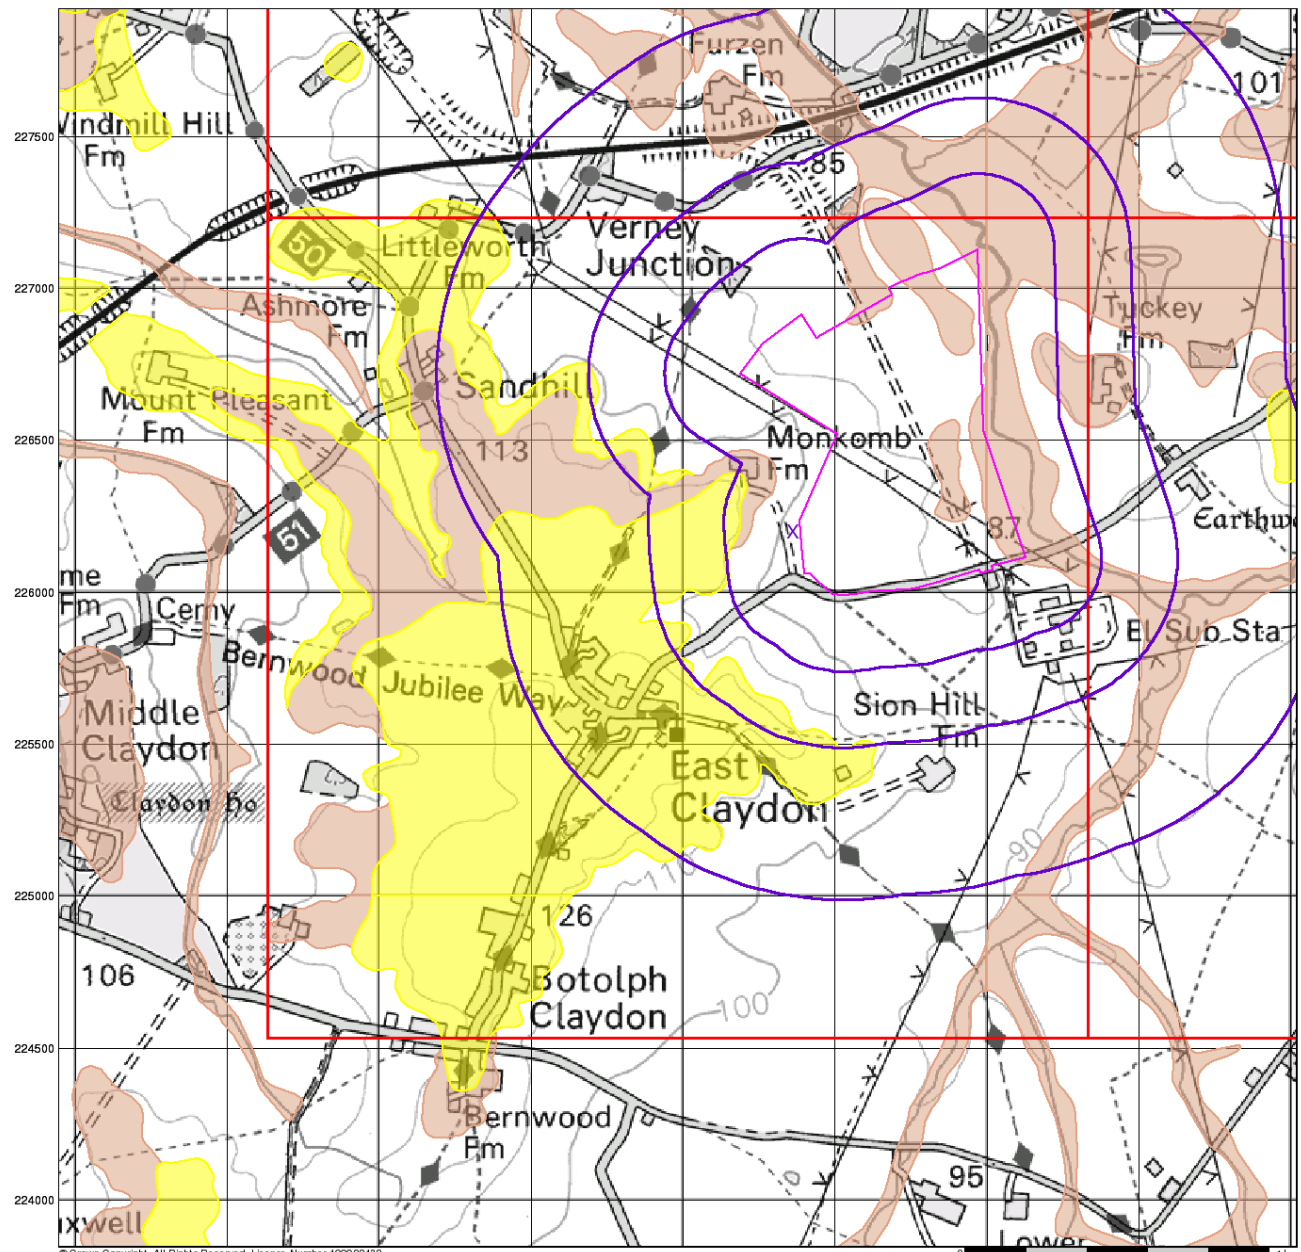 Furzen
Fm
101
Windmill Hill
Fm
227500
85
Verney
Junction
50
Littleworth
Fm
227000
Ashmore
Fm
Tuckey
Fm
Sandhill
Mount Pleasant
Fm
113
226500
Monkomb
Fm
51
87
Earthw
me
Fm
226000
Cemy
El Sub Sta
Bernwood Jubilee Way
Middle
Claydon
Sion Hill
Fm
225500
East
Claydon
Claydon Ho
90
110
225000
126
106
Botolph
Claydon
100
224500
Bernwood
Fm
95
224000
xwell
Lower